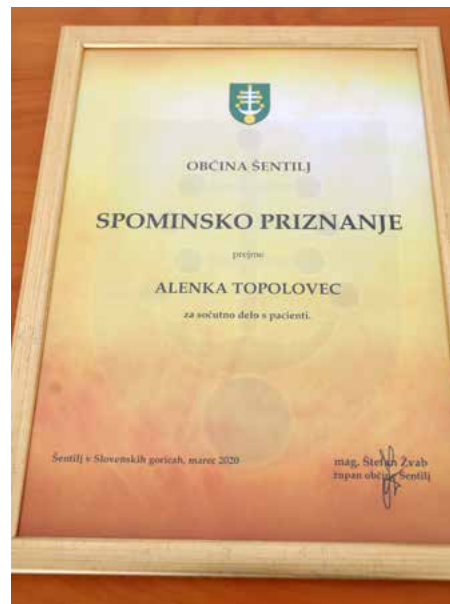 OBČINA ŠENTILJ
SPOMINSKO PRIZNANJE
prejme
ALENKA TOPOLOVEC
za sočutno delo s pacienti.
Šentilj v Slovenskih goricah, marec 2020
mag. Štefan Žvab
župan občine Šentilj